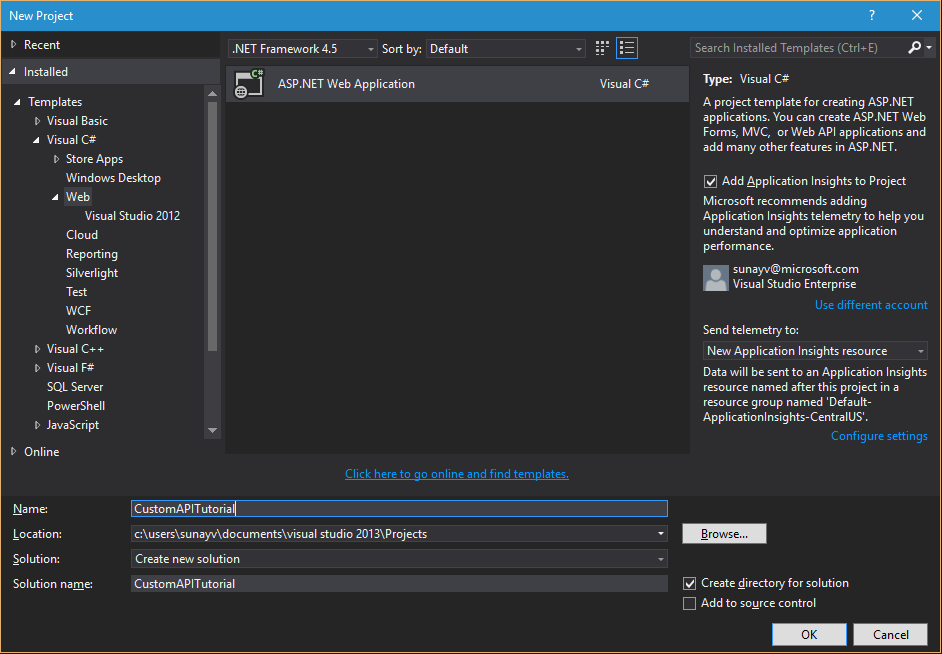 New Project
? ✕
Recent
Installed
Templates
Visual Basic
Visual C#
Store Apps
Windows Desktop
Web
Visual Studio 2012
Cloud
Reporting
Silverlight
Test
WCF
Workflow
Visual C++
Visual F#
SQL Server
PowerShell
JavaScript
Online
.NET Framework 4.5 Sort by: Default
C# ASP.NET Web Application Visual C#
Click here to go online and find templates.
Search Installed Templates (Ctrl+E)
Type: Visual C#
A project template for creating ASP.NET
applications. You can create ASP.NET Web
Forms, MVC, or Web API applications and
add many other features in ASP.NET.
Add Application Insights to Project
Microsoft recommends adding
Application Insights telemetry to help you
understand and optimize application
performance.
sunayv@microsoft.com
Visual Studio Enterprise
Use different account
Send telemetry to:
New Application Insights resource
Data will be sent to an Application Insights
resource named after this project in a
resource group named 'Default-
ApplicationInsights-CentralUS'.
Configure settings
Name: CustomAPITutorial
Location: c:\users\sunayv\documents\visual studio 2013\Projects Browse...
Solution: Create new solution
Solution name: CustomAPITutorial
Create directory for solution
Add to source control
OK Cancel